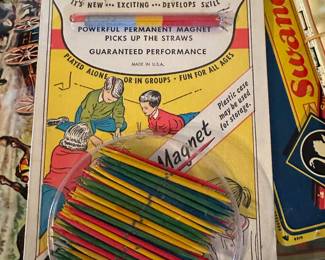 IT'S NEW ... EXCITING ... DEVELOPS SKILL
POWERFUL PERMANENT MAGNET
PICKS UP THE STRAWS
GUARANTEED PERFORMANCE
MADE IN U.S.A.
PLAYED ALONE OR IN GROUPS • FUN FOR ALL AGES
Magnet
Plastic case
may be used
for storage.
Swane